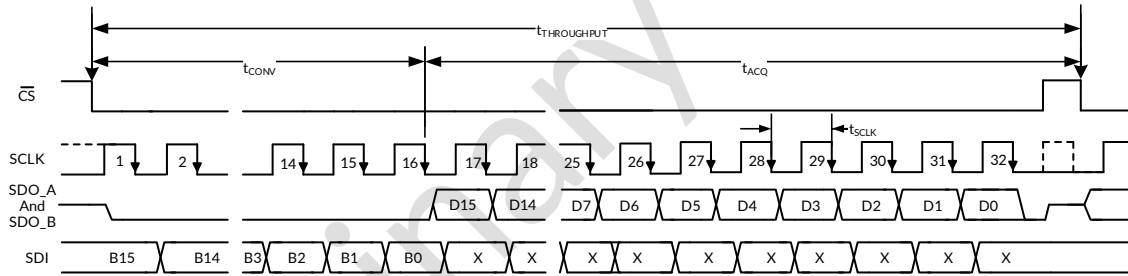 tTHROUGHPUT
tCONV tACQ
CS
tSCLK
SCLK 1 2 14 15 16 17 18 25 26 27 28 29 30 31 32
SDO_A
And
SDO_B
D15 D14 D7 D6 D5 D4 D3 D2 D1 D0
SDI B15 B14 B3 B2 B1 B0 X X X X X X X X X X
inary